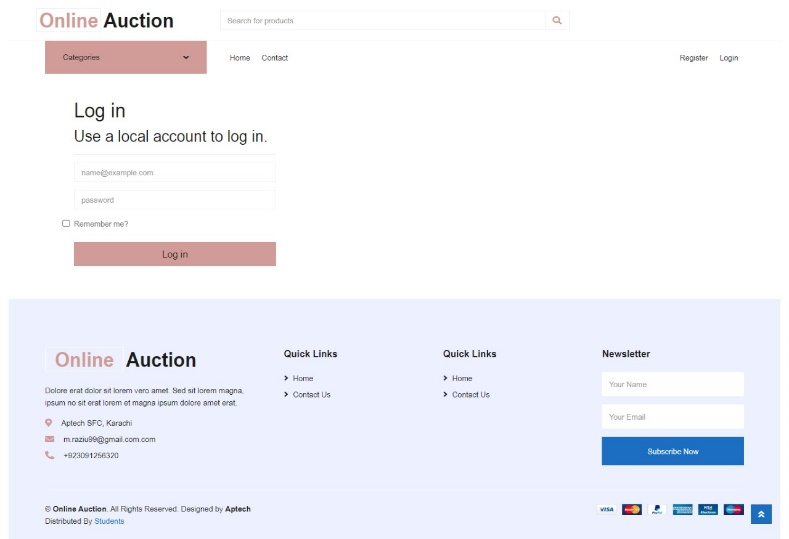 Online Auction
Search for products
Categories
Home Contact
Register Login
Log in
Use a local account to log in.
name@example.com
password
Remember me?
Log in
Online Auction
Dolore erat dolor sit lorem vero amet. Sed sit lorem magna,
ipsum no sit erat lorem et magna ipsum dolore amet erat.
Aptech SFC, Karachi
m.raziu99@gmail.com.com
+923091256320
Quick Links
Home
Contact Us
Quick Links
Home
Contact Us
Newsletter
Your Name
Your Email
Subscribe Now
© Online Auction. All Rights Reserved. Designed by Aptech
Distributed By Students
VISA